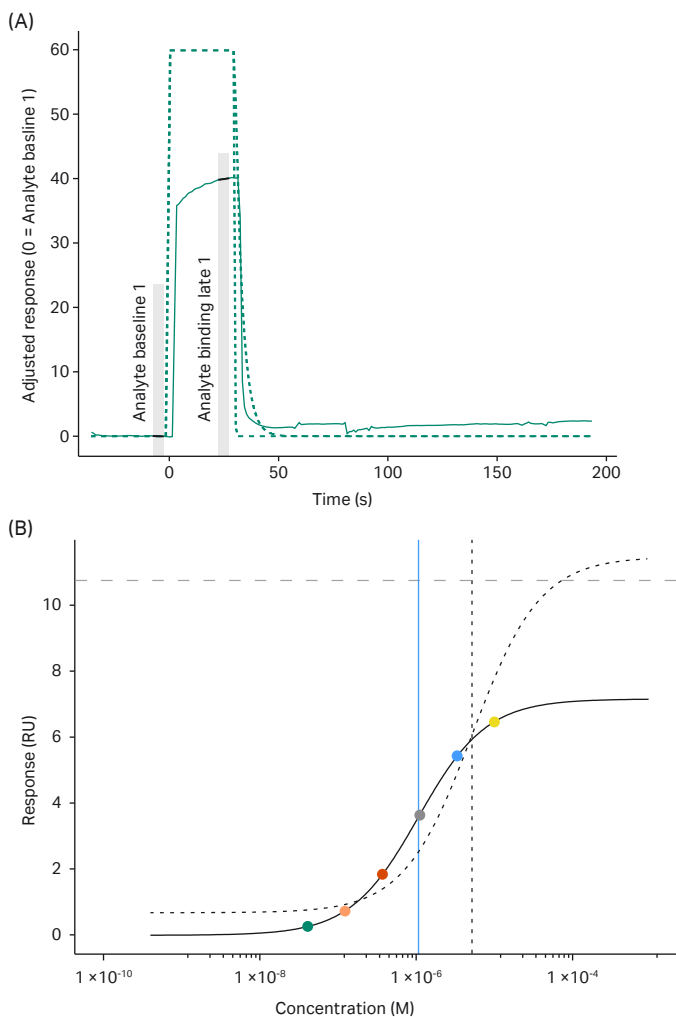 (A)
Adjusted response (0 = Analyte basline 1)
60
50
40
30
20
10
0
Analyte baseline 1
Analyte binding late 1
0
50
100
150
200
Time (s)
(B)
Response (RU)
10
8
6
4
2
0
1 ×10⁻¹⁰
1 ×10⁻⁸
1 ×10⁻⁶
1 ×10⁻⁴
Concentration (M)